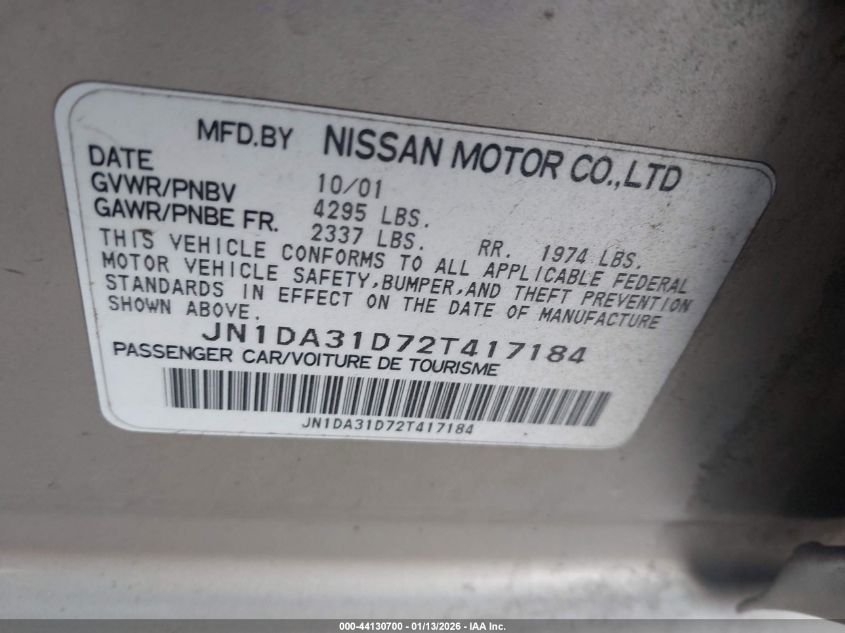 MFD.BY NISSAN MOTOR CO.,LTD
DATE 10/01
GVWR/PNBV 4295 LBS.
GAWR/PNBE FR. 2337 LBS. RR. 1974 LBS.
THIS VEHICLE CONFORMS TO ALL APPLICABLE FEDERAL
MOTOR VEHICLE SAFETY,BUMPER,AND THEFT PREVENTION
STANDARDS IN EFFECT ON THE DATE OF MANUFACTURE
SHOWN ABOVE.
JN1DA31D72T417184
PASSENGER CAR/VOITURE DE TOURISME
JN1DA31D72T417184
000-44130700 - 01/13/2026 - IAA Inc.